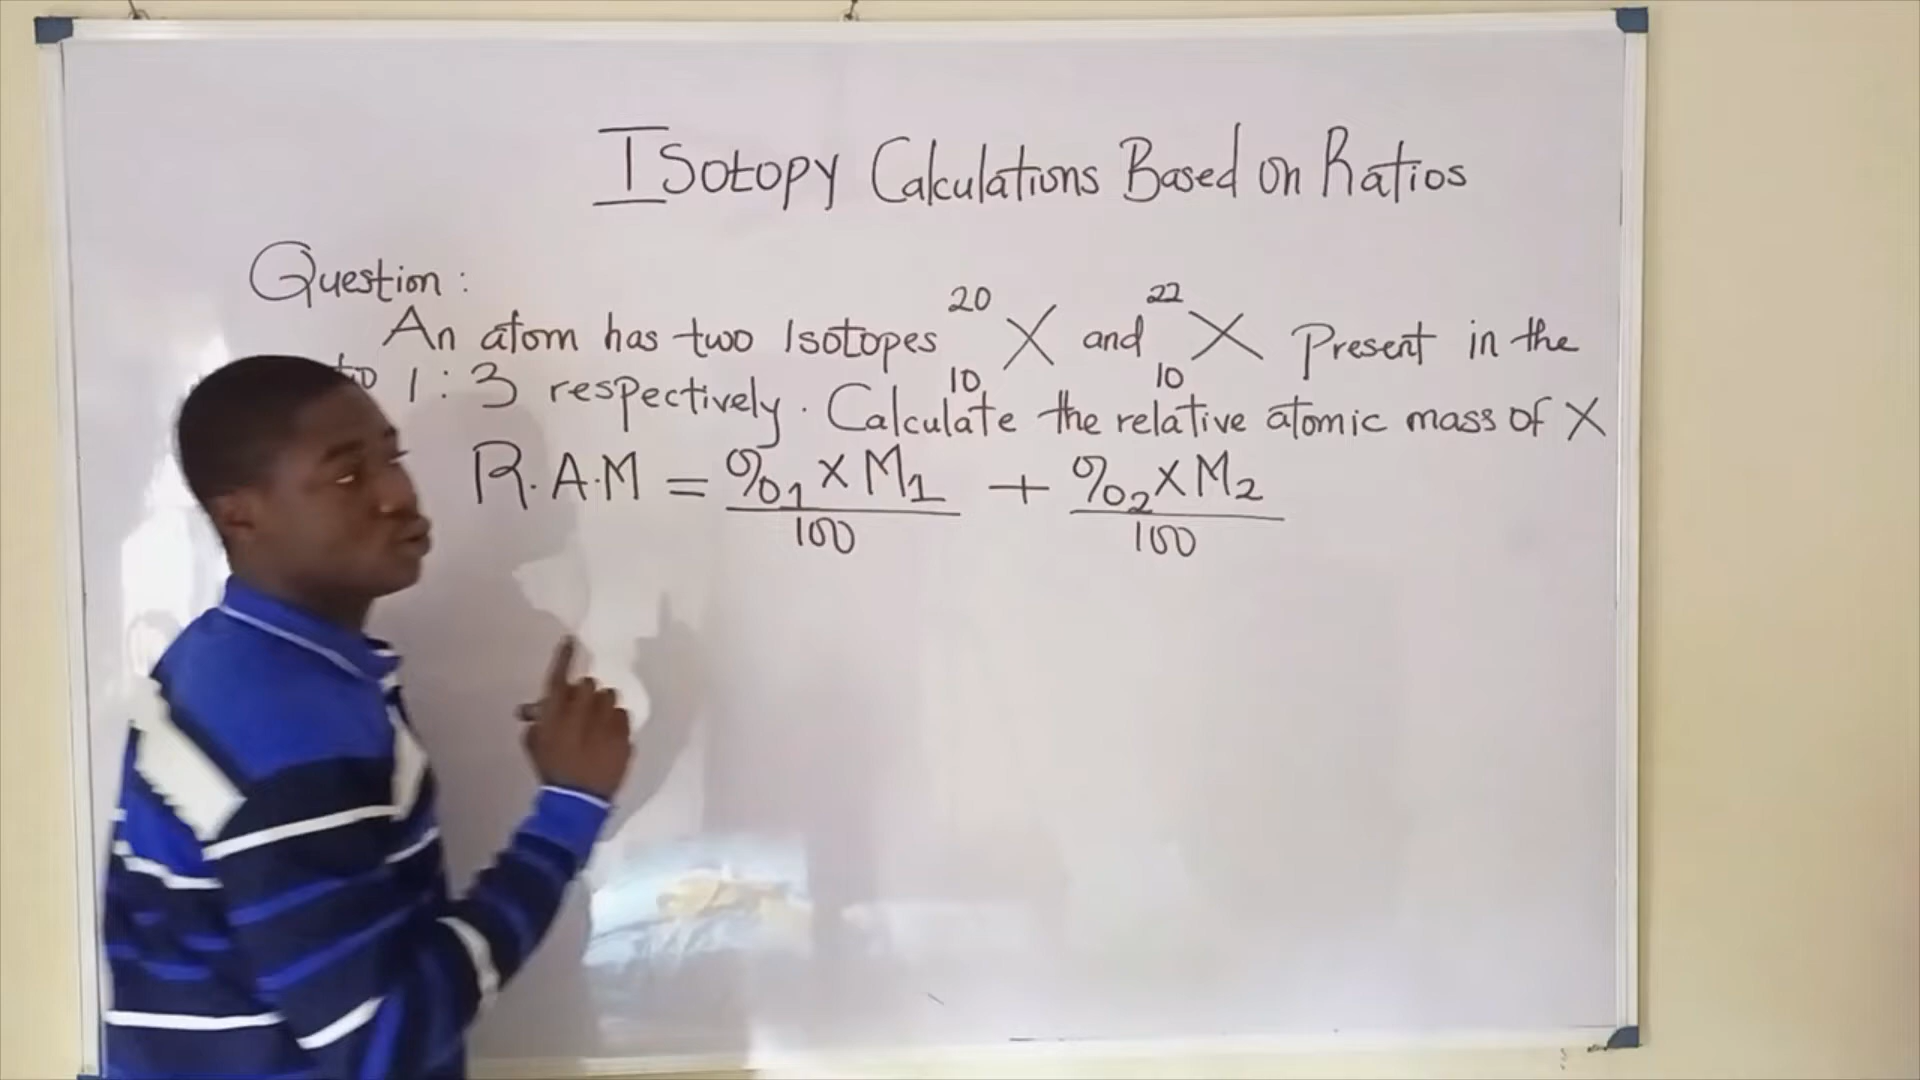 Isotopy Calculations Based on Ratios
Question:
An atom has two Isotopes ²⁰₁₀X and ²²₁₀X Present in the
1:3 respectively. Calculate the relative atomic mass of X
R.A.M = %₁ x M₁/100 + %₂ x M₂/100